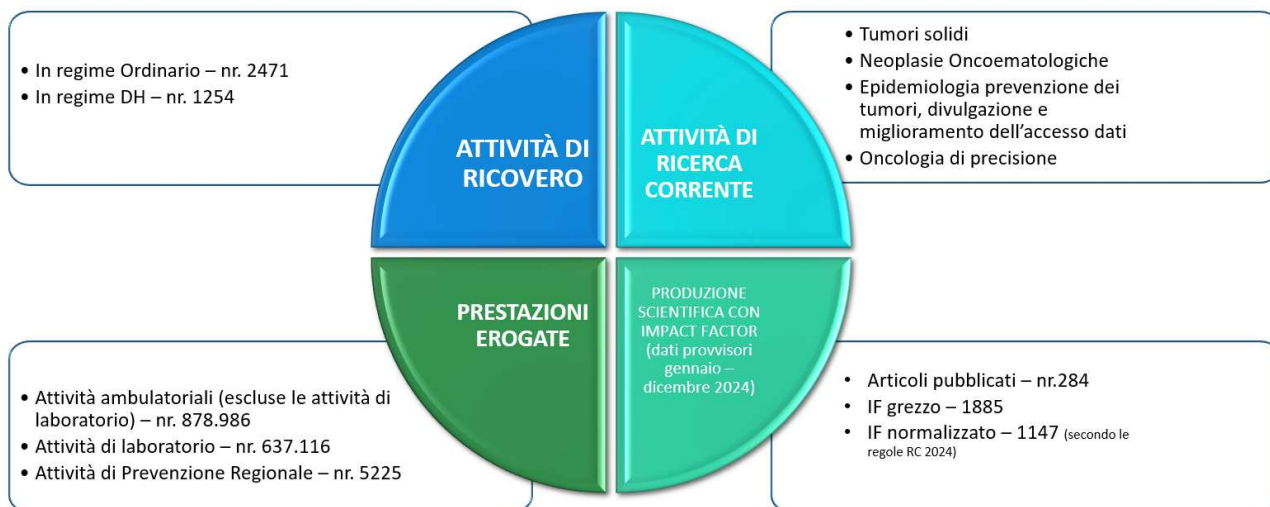 • In regime Ordinario – nr. 2471
• In regime DH – nr. 1254
ATTIVITÀ DI
RICOVERO
ATTIVITÀ DI
RICERCA
CORRENTE
• Tumori solidi
• Neoplasie Oncoematologiche
• Epidemiologia prevenzione dei
tumori, divulgazione e
miglioramento dell’accesso dati
• Oncologia di precisione
PRESTAZIONI
EROGATE
PRODUZIONE
SCIENTIFICA CON
IMPACT FACTOR
(dati provvisori
gennaio –
dicembre 2024)
• Attività ambulatoriali (escluse le attività di
laboratorio) – nr. 878.986
• Attività di laboratorio – nr. 637.116
• Attività di Prevenzione Regionale – nr. 5225
• Articoli pubblicati – nr.284
• IF grezzo – 1885
• IF normalizzato – 1147 (secondo le
regole RC 2024)